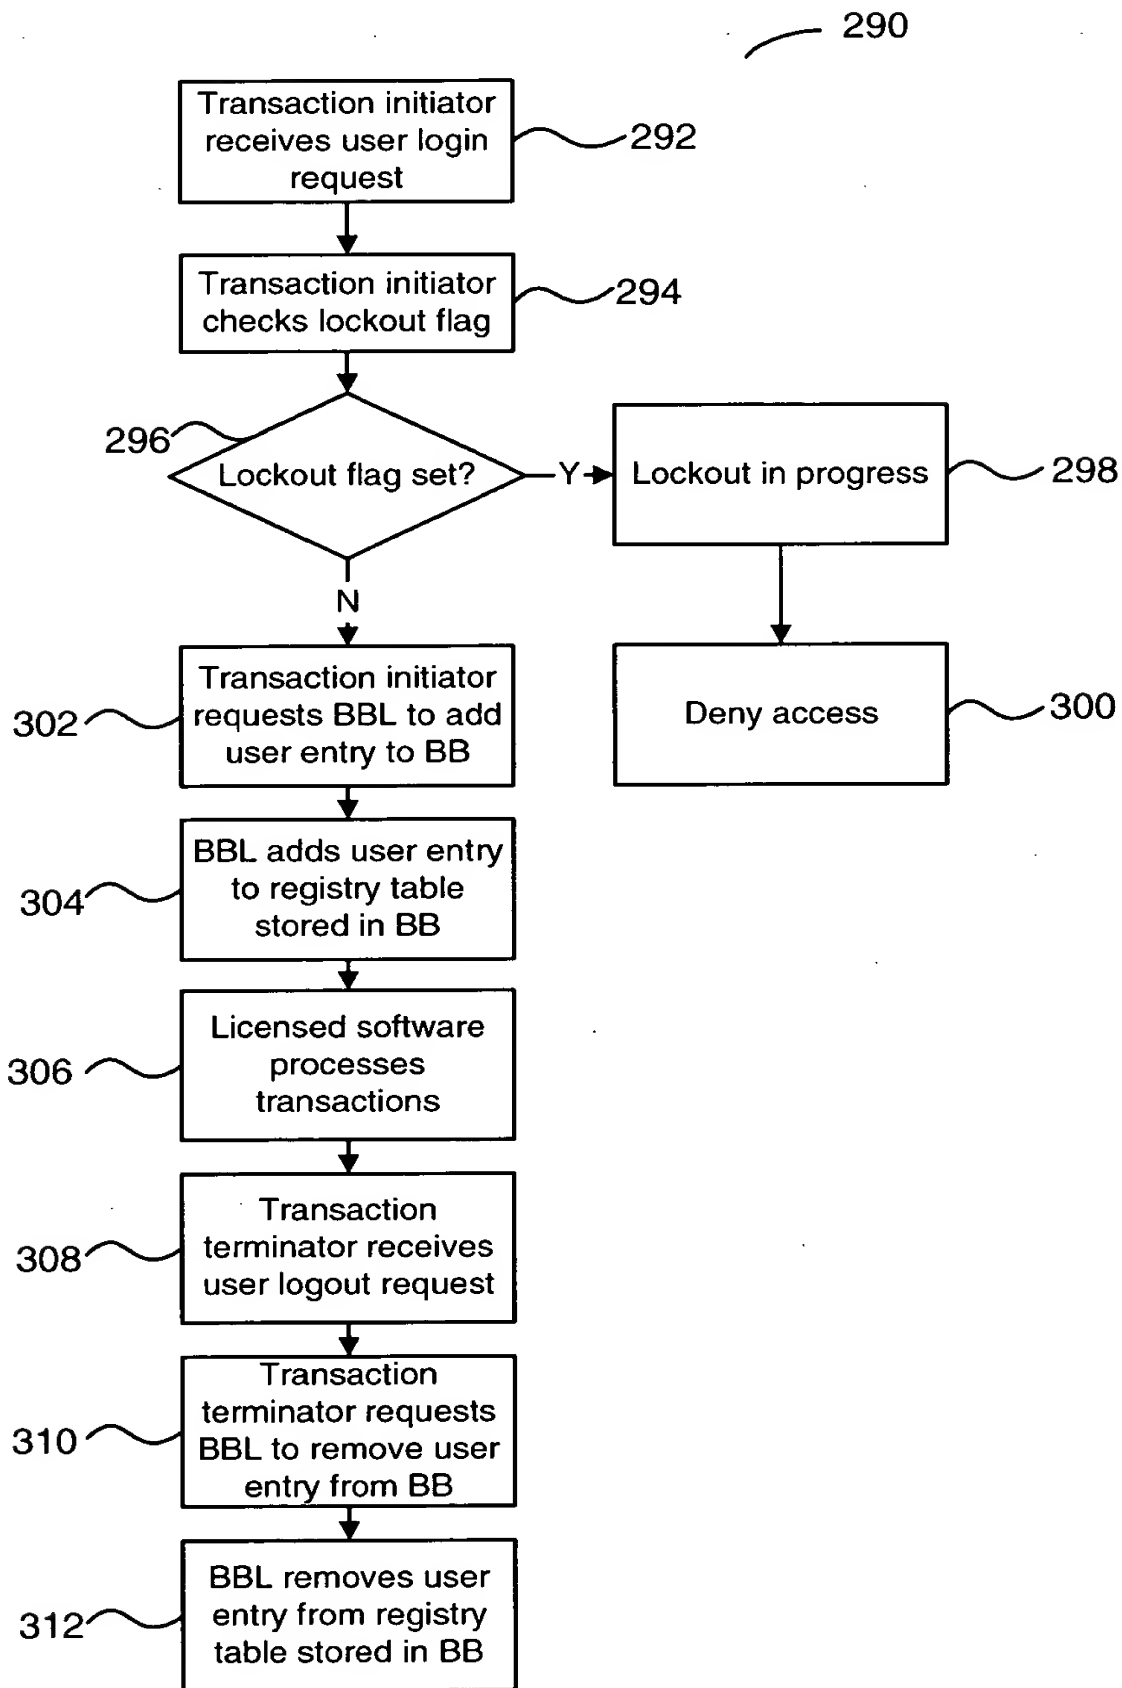 290
Transaction initiator
receives user login
request
292
Transaction initiator
checks lockout flag
294
296
Lockout flag set?
Y
Lockout in progress
298
N
Deny access
300
Transaction initiator
requests BBL to add
user entry to BB
302
BBL adds user entry
to registry table
stored in BB
304
Licensed software
processes
transactions
306
Transaction
terminator receives
user logout request
308
Transaction
terminator requests
BBL to remove user
entry from BB
310
BBL removes user
entry from registry
table stored in BB
312